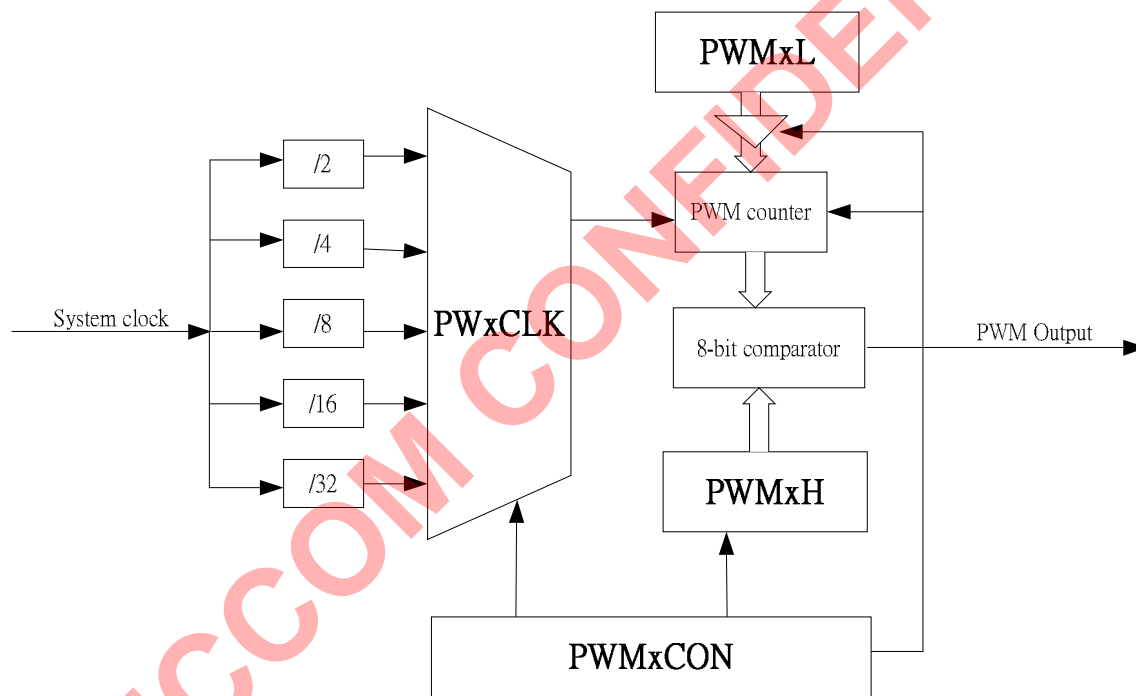 PWMxL
/2
/4
/8
/16
/32
System clock
PWxCLK
PWM counter
8-bit comparator
PWM Output
PWMxH
PWMxCON
CCOM CONFIDEN